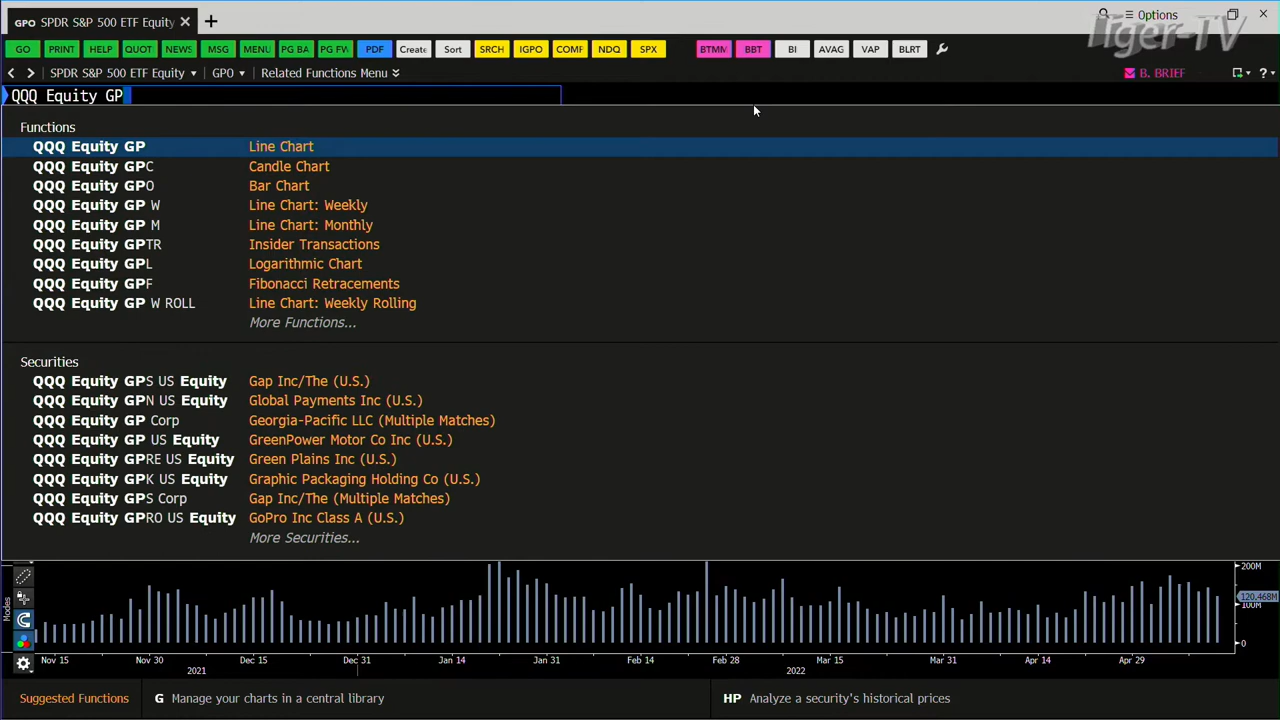 GPO SPDR S&P 500 ETF Equity
Options
Tiger-TV
GO PRINT HELP QUOT NEWS MSG MENU PG BA PG FW PDF Create Sort SRCH IGPO COMF NDQ SPX BTMM BBT BI AVAG VAP BLRT
SPDR S&P 500 ETF Equity GPO Related Functions Menu B. BRIEF
QQQ Equity GP
Functions
QQQ Equity GP Line Chart
QQQ Equity GPC Candle Chart
QQQ Equity GPO Bar Chart
QQQ Equity GP W Line Chart: Weekly
QQQ Equity GP M Line Chart: Monthly
QQQ Equity GPTR Insider Transactions
QQQ Equity GPL Logarithmic Chart
QQQ Equity GPF Fibonacci Retracements
QQQ Equity GP W ROLL Line Chart: Weekly Rolling
More Functions...
Securities
QQQ Equity GPS US Equity Gap Inc/The (U.S.)
QQQ Equity GPN US Equity Global Payments Inc (U.S.)
QQQ Equity GP Corp Georgia-Pacific LLC (Multiple Matches)
QQQ Equity GP US Equity GreenPower Motor Co Inc (U.S.)
QQQ Equity GPRE US Equity Green Plains Inc (U.S.)
QQQ Equity GPK US Equity Graphic Packaging Holding Co (U.S.)
QQQ Equity GPS Corp Gap Inc/The (Multiple Matches)
QQQ Equity GPRO US Equity GoPro Inc Class A (U.S.)
More Securities...
Modes
200M
120.468M
100M
0
Nov 15 Nov 30 Dec 15 Dec 31 Jan 14 Jan 31 Feb 14 Feb 28 Mar 15 Mar 31 Apr 14 Apr 29
2021 2022
Suggested Functions G Manage your charts in a central library HP Analyze a security's historical prices